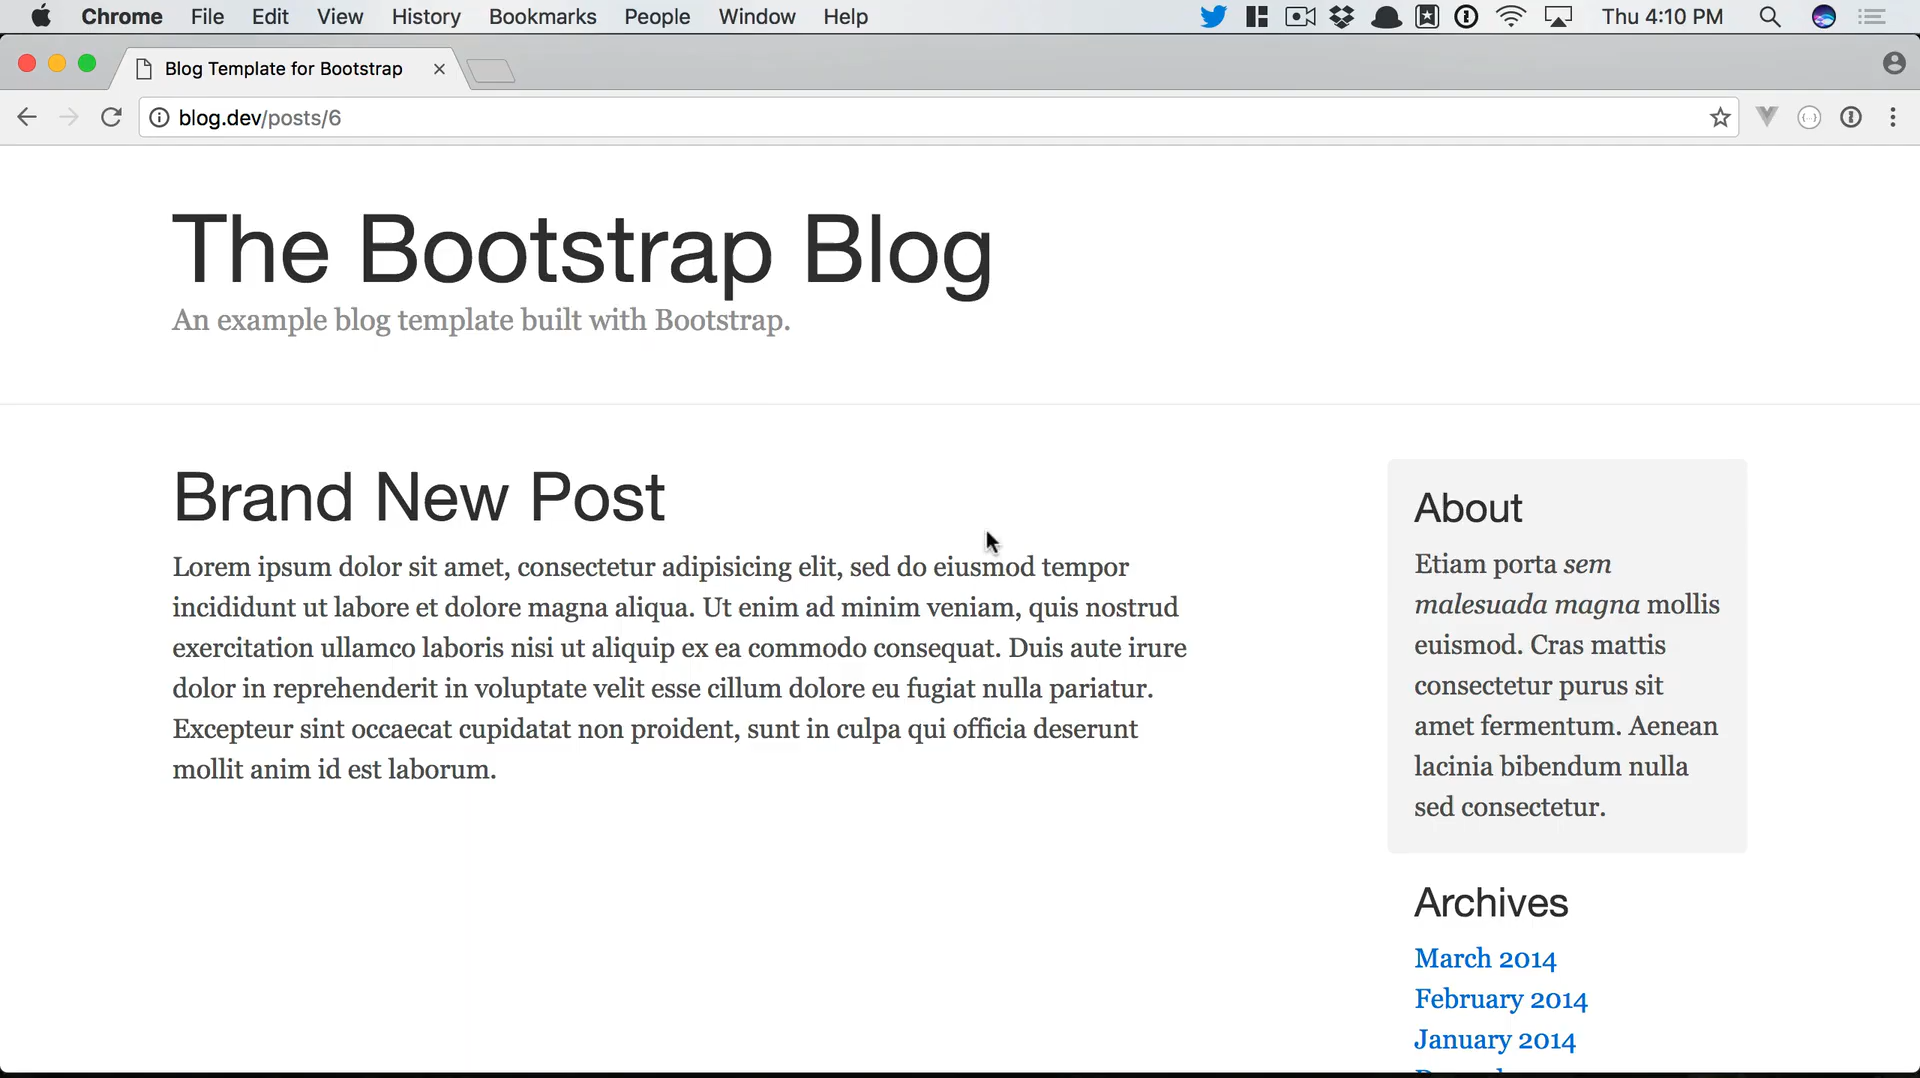 Chrome File Edit View History Bookmarks People Window Help Thu 4:10 PM
Blog Template for Bootstrap
blog.dev/posts/6
The Bootstrap Blog
An example blog template built with Bootstrap.
Brand New Post
Lorem ipsum dolor sit amet, consectetur adipisicing elit, sed do eiusmod tempor
incididunt ut labore et dolore magna aliqua. Ut enim ad minim veniam, quis nostrud
exercitation ullamco laboris nisi ut aliquip ex ea commodo consequat. Duis aute irure
dolor in reprehenderit in voluptate velit esse cillum dolore eu fugiat nulla pariatur.
Excepteur sint occaecat cupidatat non proident, sunt in culpa qui officia deserunt
mollit anim id est laborum.
About
Etiam porta sem
malesuada magna mollis
euismod. Cras mattis
consectetur purus sit
amet fermentum. Aenean
lacinia bibendum nulla
sed consectetur.
Archives
March 2014
February 2014
January 2014